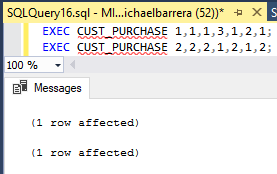 SQLQuery16.sql - MI...ichaelbarrera (52))*
EXEC CUST_PURCHASE 1,1,1,3,1,2,1;
EXEC CUST_PURCHASE 2,2,2,1,2,1,2;
100 %
Messages
(1 row affected)
(1 row affected)